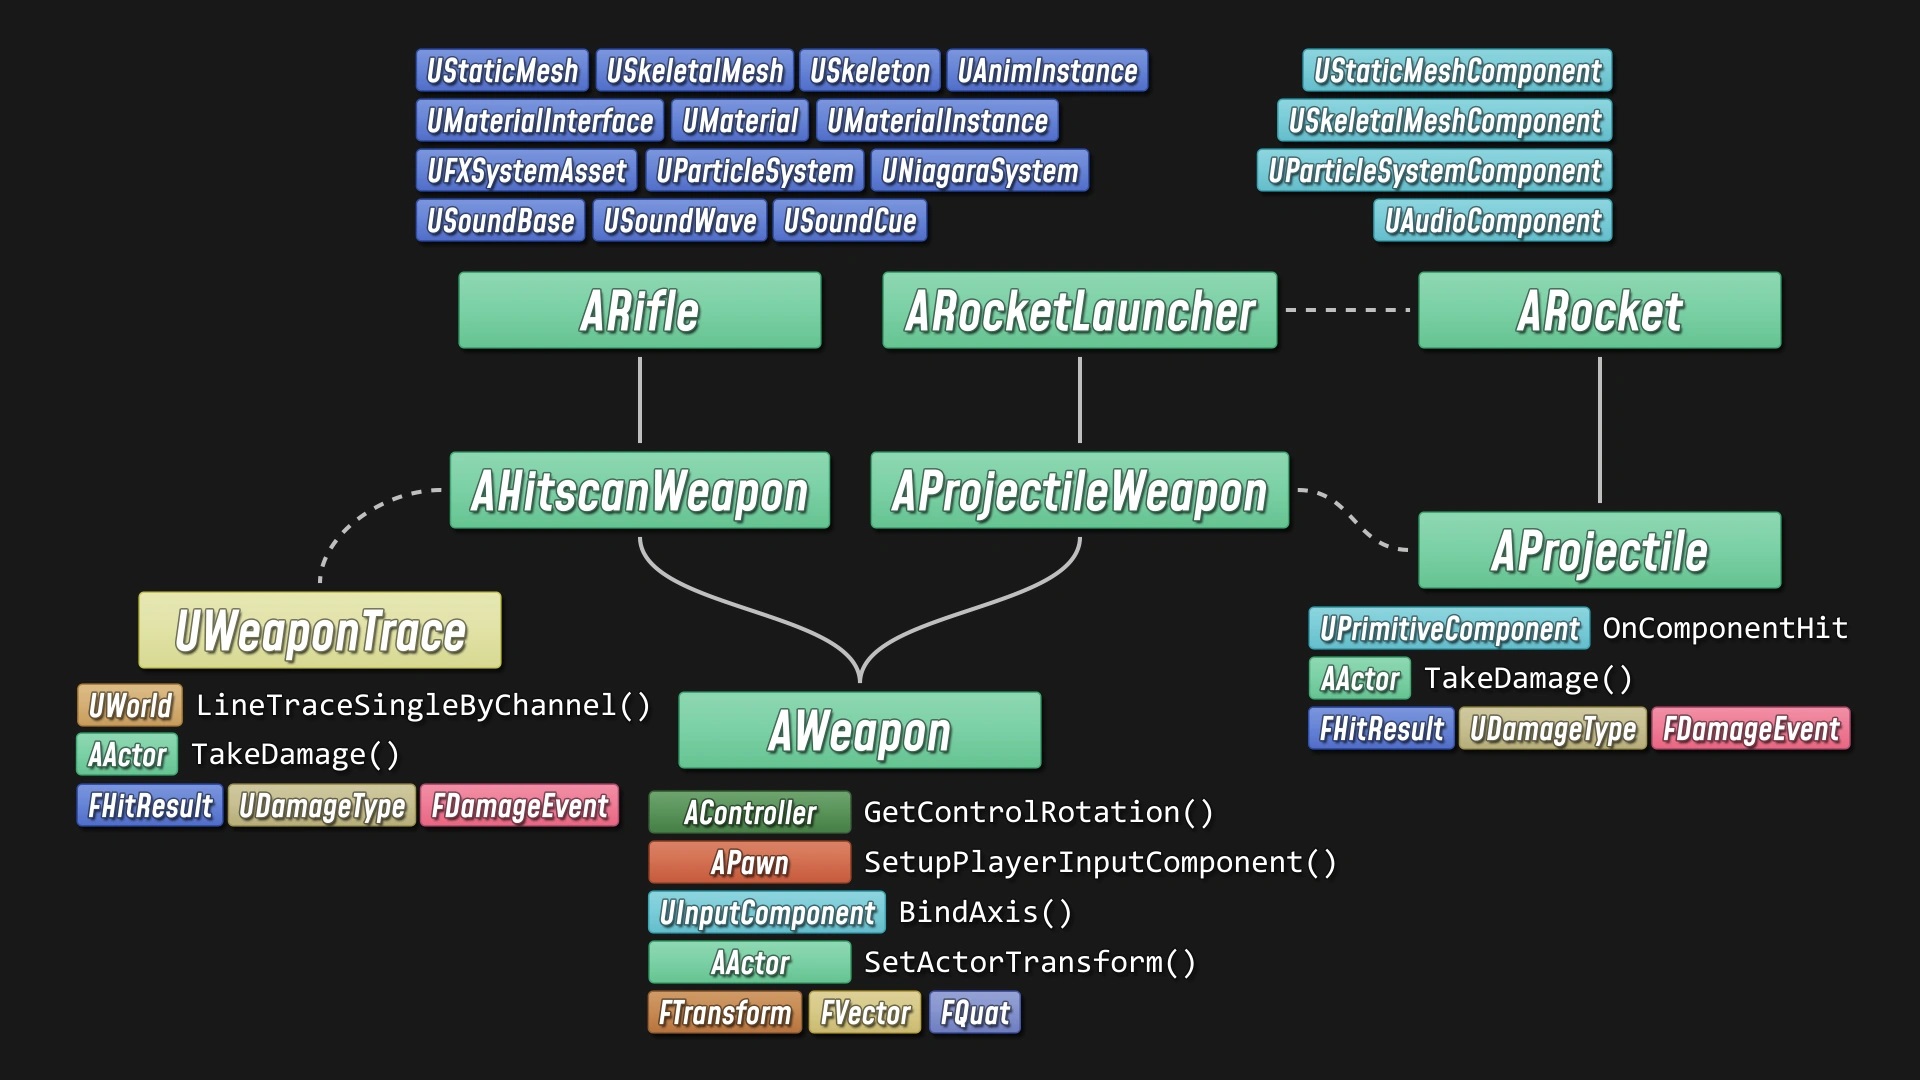 UStaticMesh USkeletalMesh USkeleton UAnimInstance
UMaterialInterface UMaterial UMaterialInstance
UFXSystemAsset UParticleSystem UNiagaraSystem
USoundBase USoundWave USoundCue
UStaticMeshComponent
USkeletalMeshComponent
UParticleSystemComponent
UAudioComponent
ARifle
ARocketLauncher
ARocket
AHitscanWeapon
AProjectileWeapon
AProjectile
UPrimitiveComponent OnComponentHit
AActor TakeDamage()
FHitResult UDamageType FDamageEvent
UWeaponTrace
UWorld LineTraceSingleByChannel()
AActor TakeDamage()
FHitResult UDamageType FDamageEvent
AWeapon
AController GetControlRotation()
APawn SetupPlayerInputComponent()
UInputComponent BindAxis()
AActor SetActorTransform()
FTransform FVector FQuat